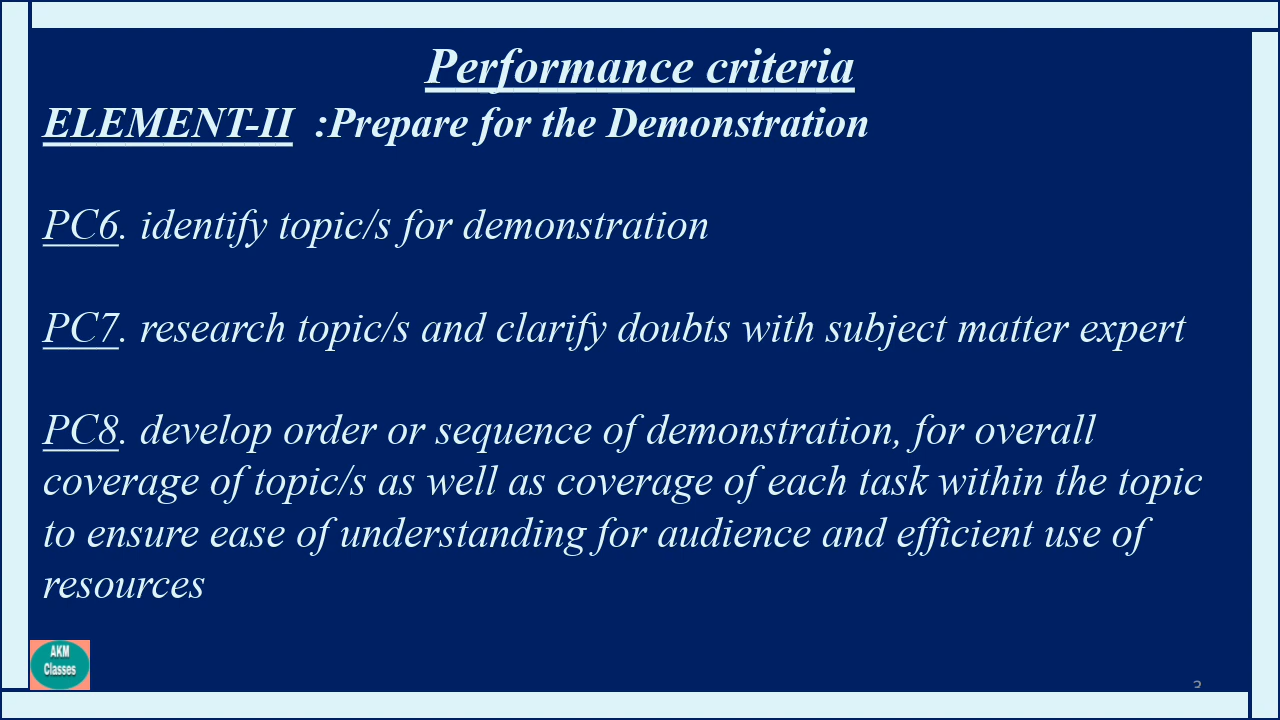 Performance criteria
ELEMENT-II :Prepare for the Demonstration
PC6. identify topic/s for demonstration
PC7. research topic/s and clarify doubts with subject matter expert
PC8. develop order or sequence of demonstration, for overall
coverage of topic/s as well as coverage of each task within the topic
to ensure ease of understanding for audience and efficient use of
resources
AKM
Classes